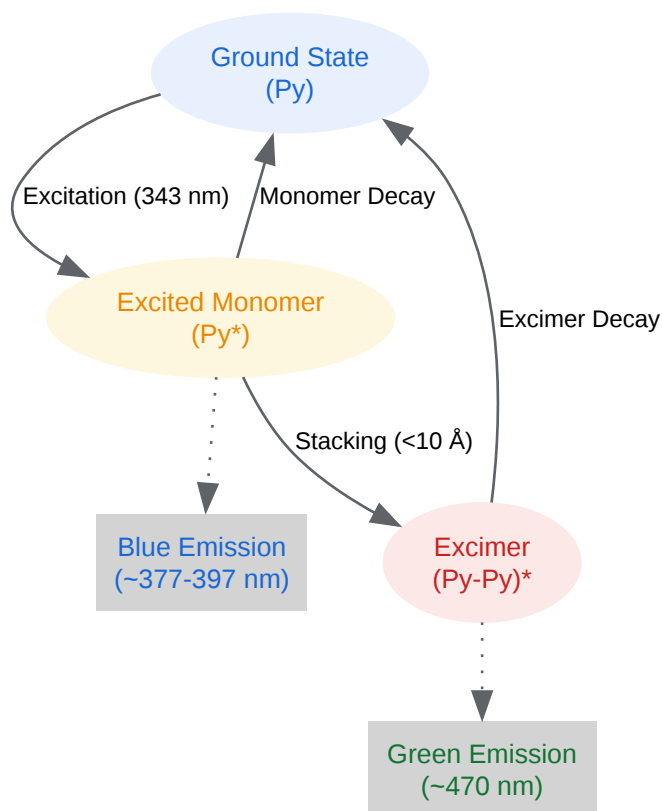 Ground State
(Py)
Excitation (343 nm)
Monomer Decay
Excited Monomer
(Py*)
Excimer Decay
Stacking (<10 Å)
Blue Emission
(~377-397 nm)
Excimer
(Py-Py)*
Green Emission
(~470 nm)